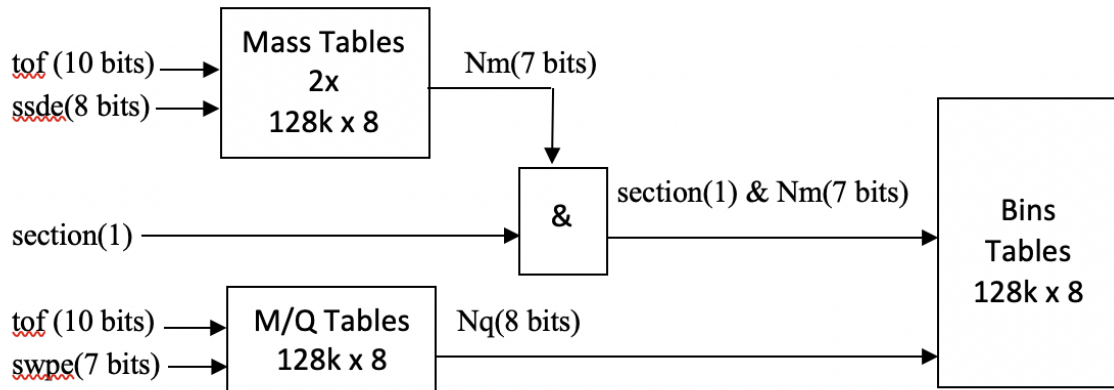 tof (10 bits)
ssde(8 bits)
Mass Tables
2x
128k x 8
Nm(7 bits)
section(1)
&
section(1) & Nm(7 bits)
tof (10 bits)
swpe(7 bits)
M/Q Tables
128k x 8
Nq(8 bits)
Bins
Tables
128k x 8